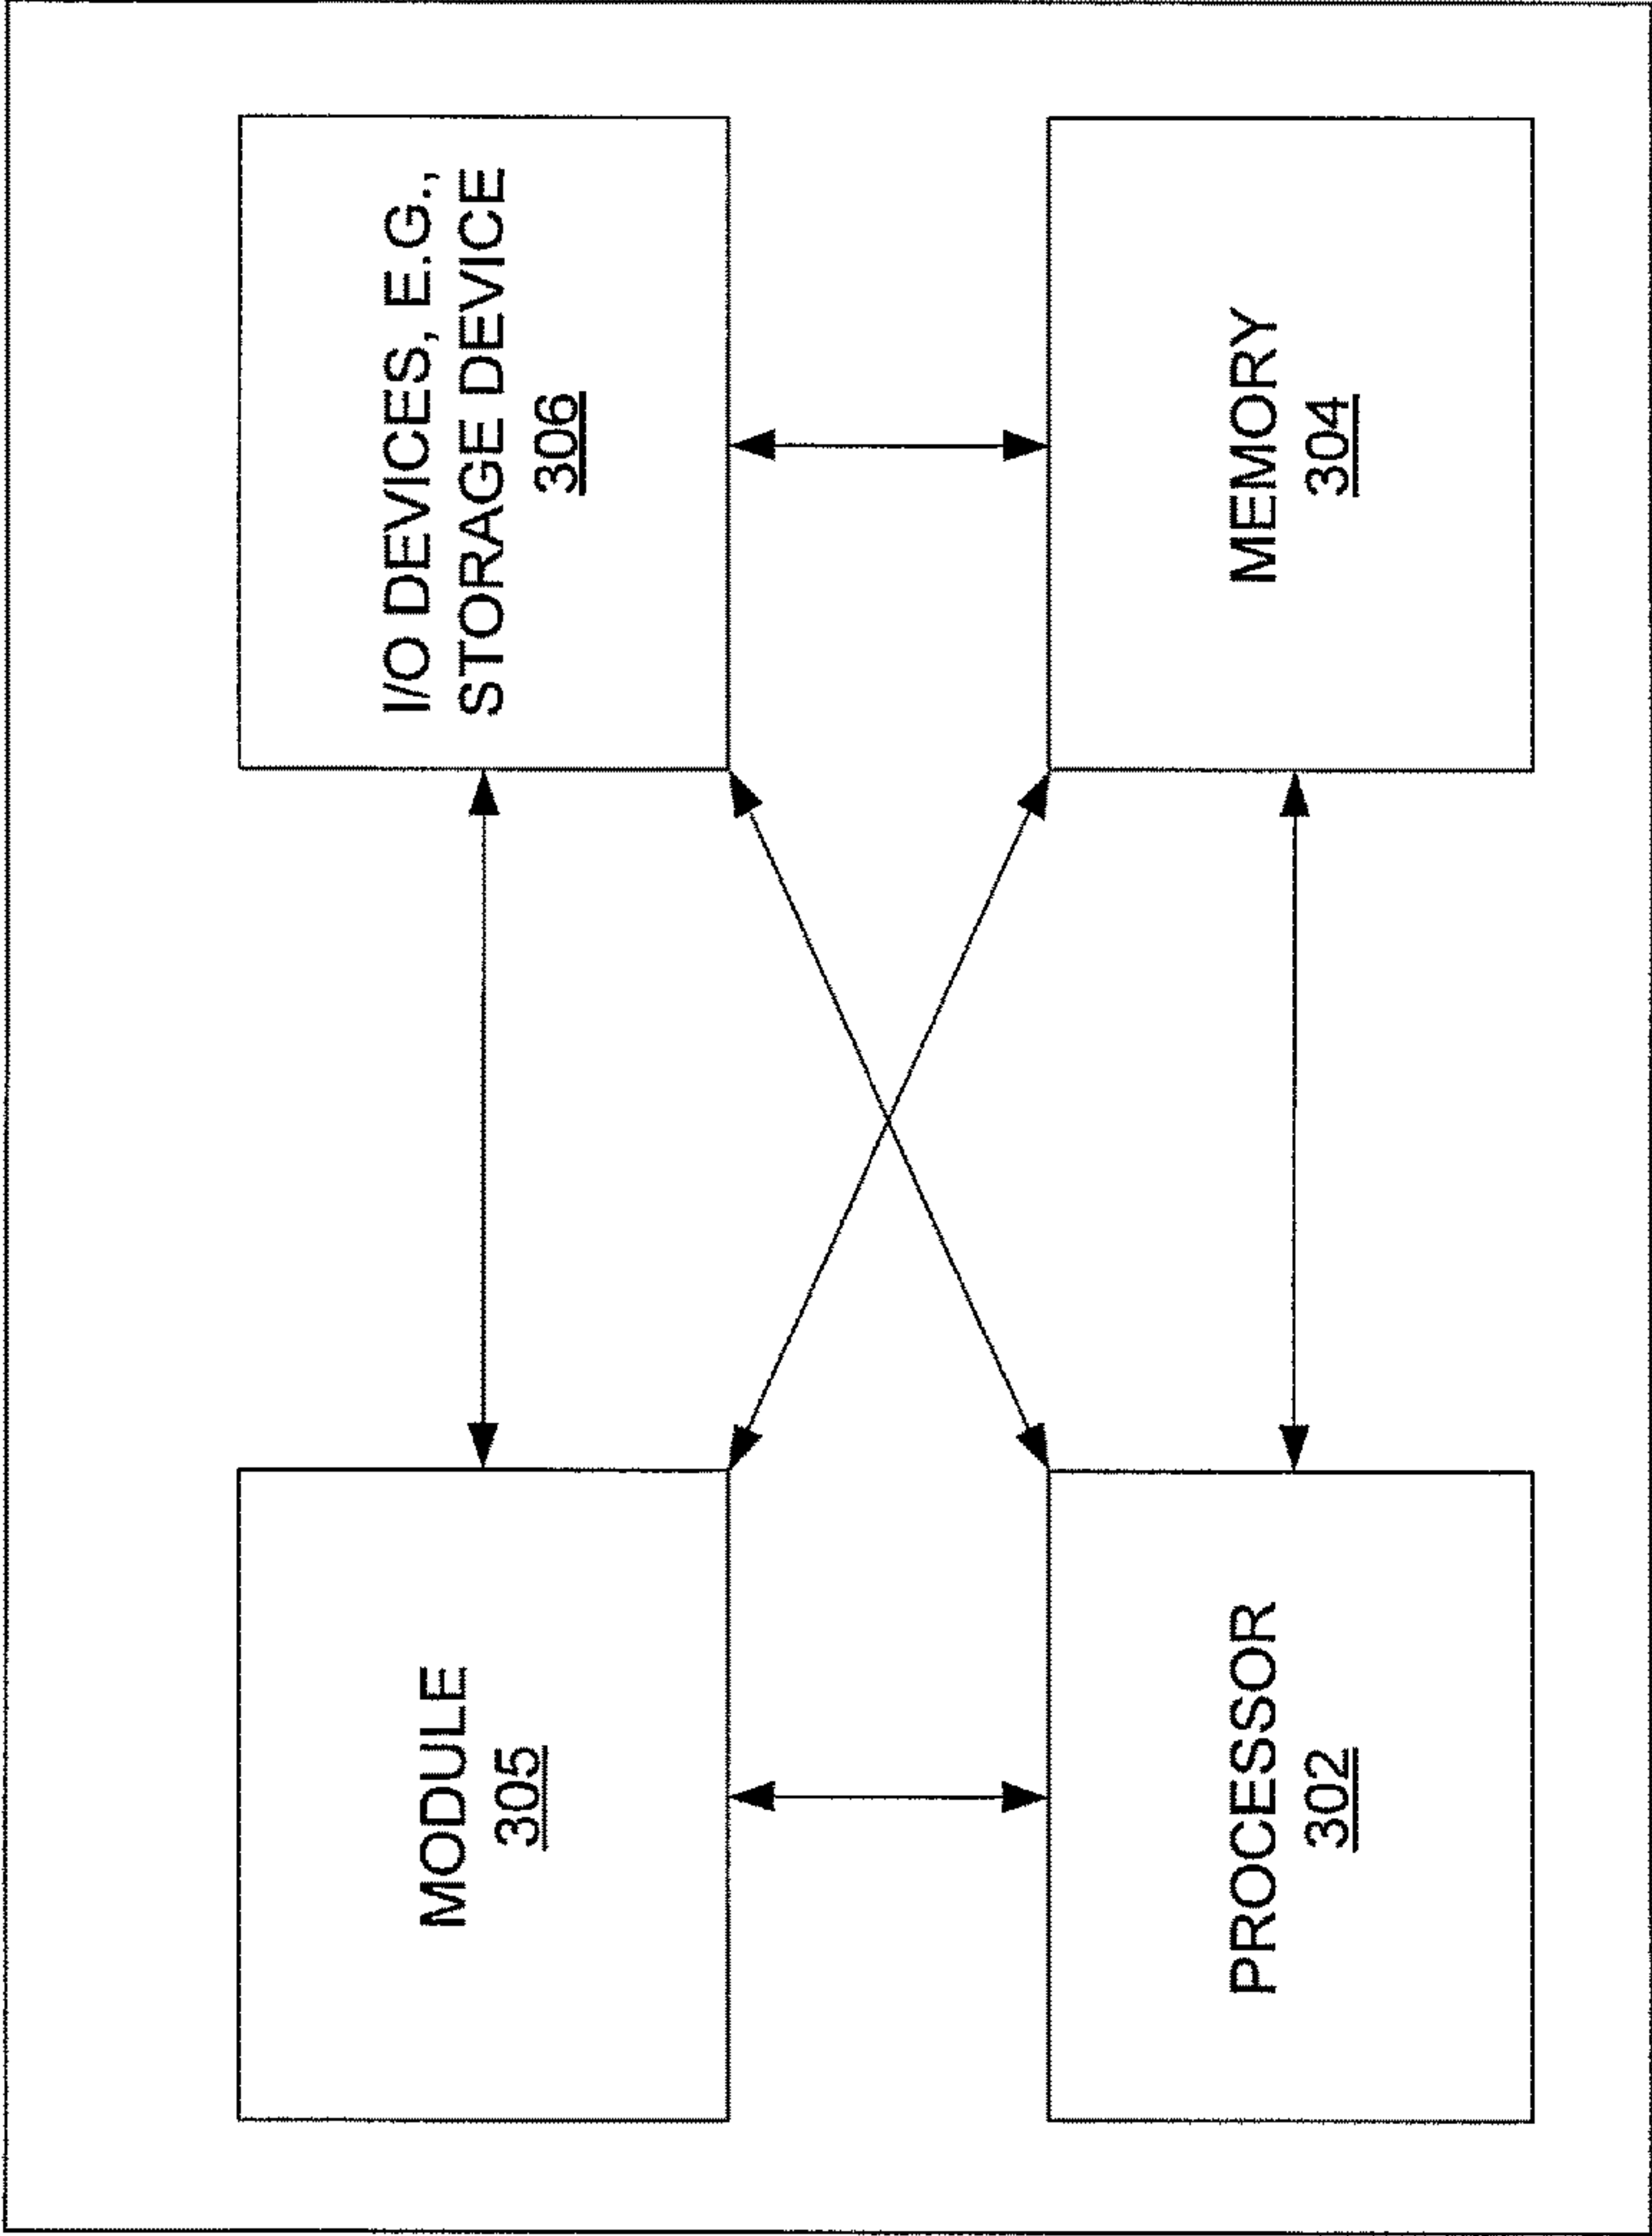 MODULE
305
I/O DEVICES, E.G.,
STORAGE DEVICE
306
PROCESSOR
302
MEMORY
304